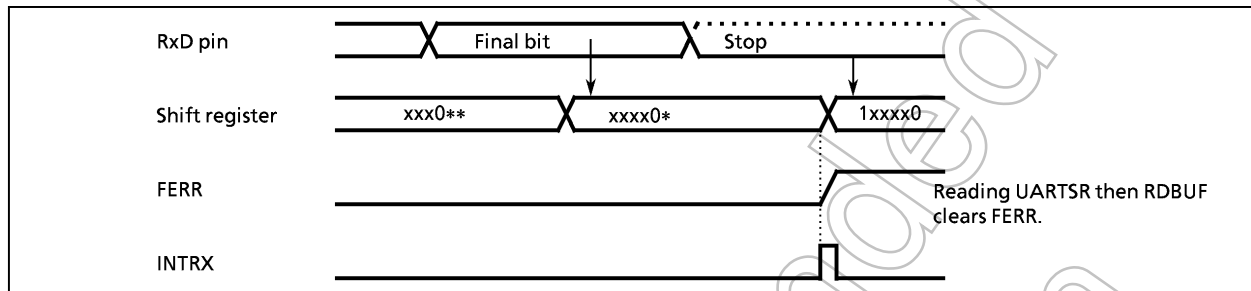 RxD pin Final bit Stop
Shift register xxx0** xxxx0* 1xxxx0
FERR Reading UARTSR then RDBUF
clears FERR.
INTRX